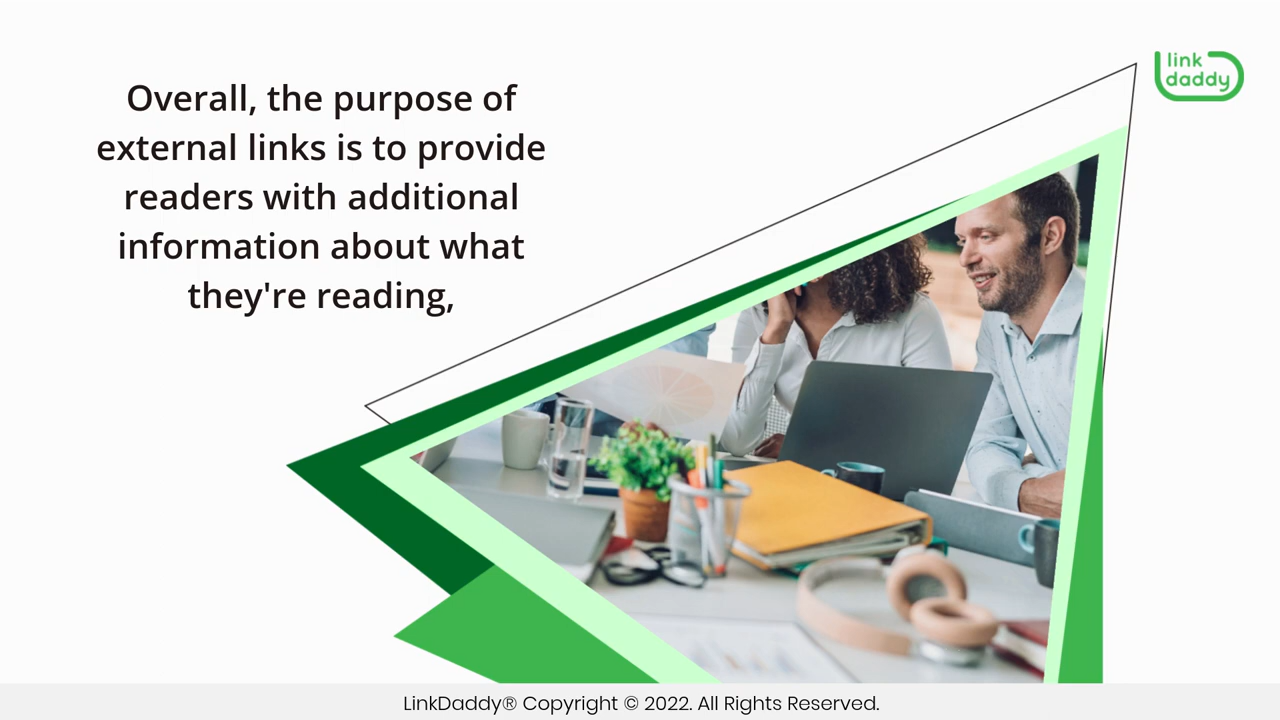 Overall, the purpose of
external links is to provide
readers with additional
information about what
they're reading,
link
daddy
LinkDaddy® Copyright © 2022. All Rights Reserved.